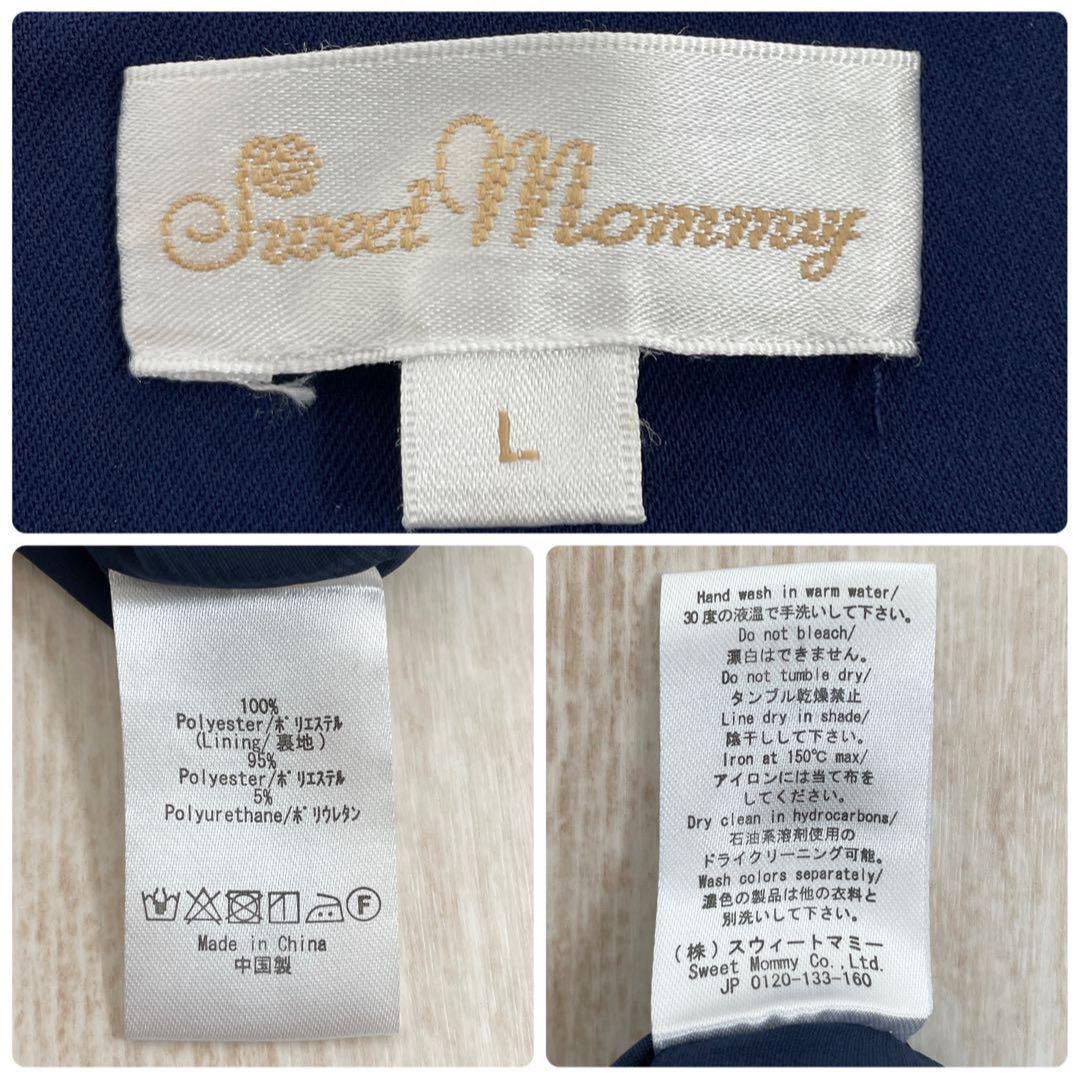 Sweet Mommy
L
100%
Polyester/ポリエステル
(Lining/裏地)
95%
Polyester/ポリエステル
5%
Polyurethane/ポリウレタン
F
Made in China
中国製
Hand wash in warm water/
30度の液温で手洗いして下さい。
Do not bleach/
漂白はできません。
Do not tumble dry/
タンブル乾燥禁止
Line dry in shade/
陰干しして下さい。
Iron at 150℃ max/
アイロンには当て布を
してください。
Dry clean in hydrocarbons/
石油系溶剤使用の
ドライクリーニング可能。
Wash colors separately/
濃色の製品は他の衣料と
別洗いして下さい。
(株)スウィートマミー
Sweet Mommy Co.,Ltd.
JP 0120-133-160